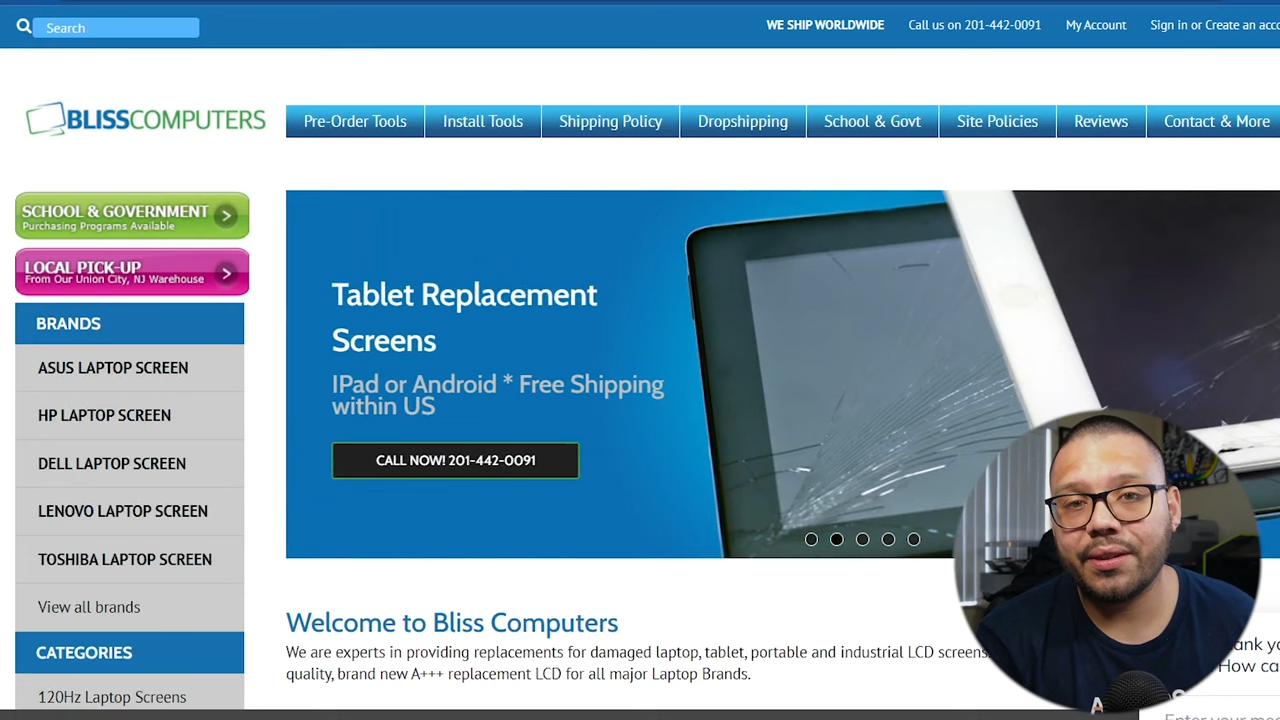 Search
WE SHIP WORLDWIDE
Call us on 201-442-0091
My Account
Sign in or Create an acco
BLISSCOMPUTERS
Pre-Order Tools
Install Tools
Shipping Policy
Dropshipping
School & Govt
Site Policies
Reviews
Contact & More
SCHOOL & GOVERNMENT
Purchasing Programs Available
LOCAL PICK-UP
From Our Union City, NJ Warehouse
BRANDS
ASUS LAPTOP SCREEN
HP LAPTOP SCREEN
DELL LAPTOP SCREEN
LENOVO LAPTOP SCREEN
TOSHIBA LAPTOP SCREEN
View all brands
CATEGORIES
120Hz Laptop Screens
Tablet Replacement
Screens
IPad or Android * Free Shipping
within US
CALL NOW! 201-442-0091
Welcome to Bliss Computers
We are experts in providing replacements for damaged laptop, tablet, portable and industrial LCD screens.
quality, brand new A+++ replacement LCD for all major Laptop Brands.
ank yo
How ca